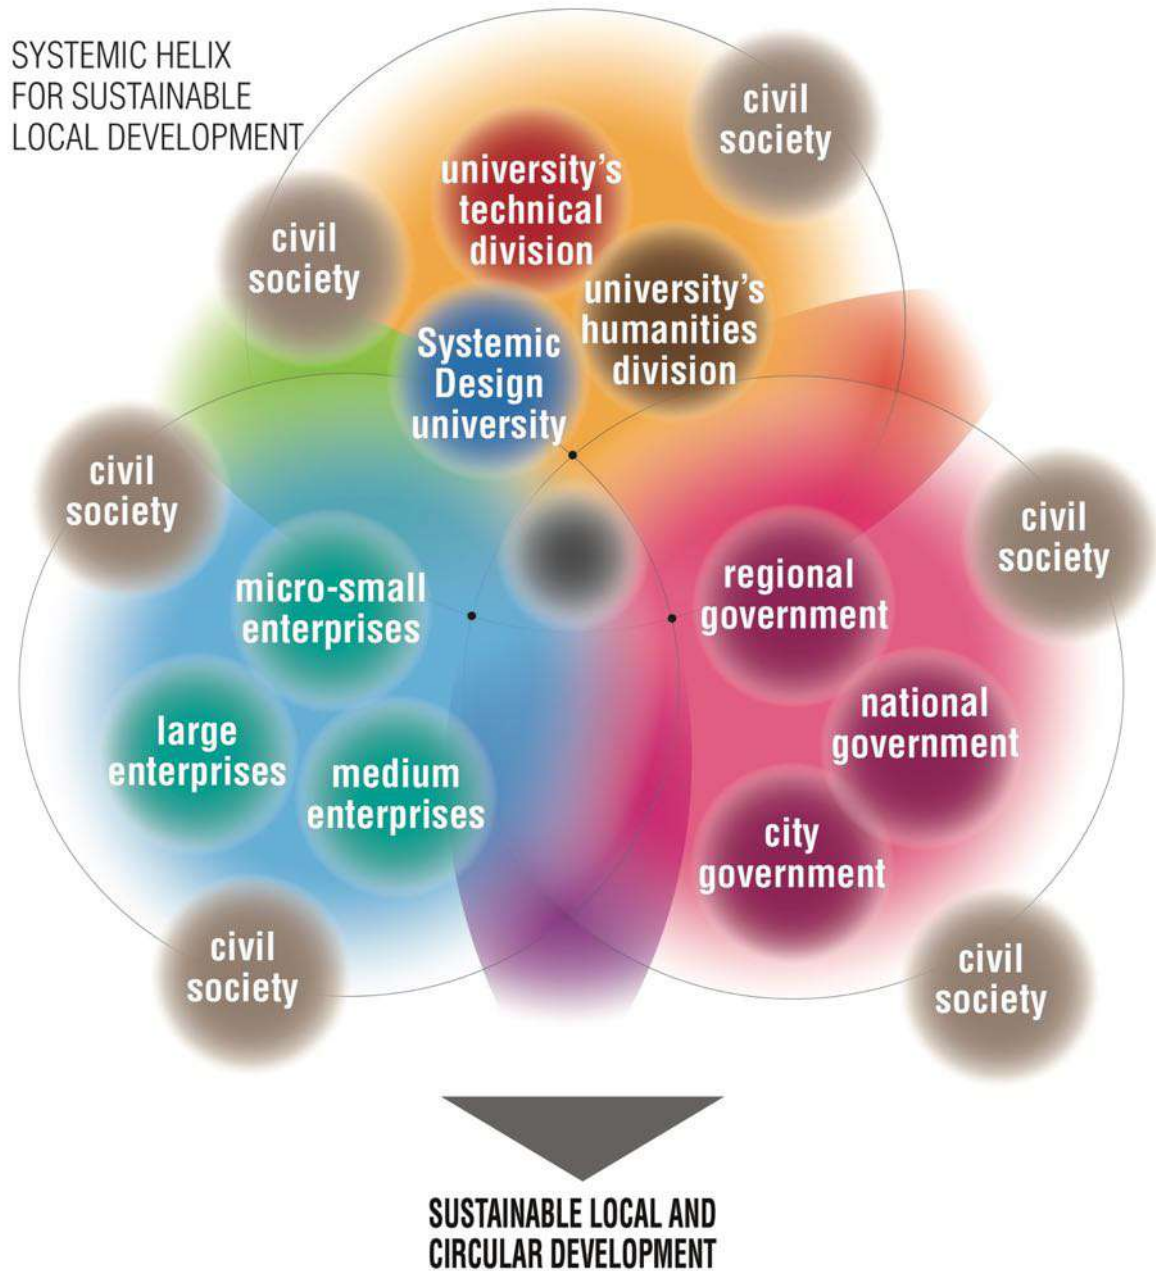 SYSTEMIC HELIX
FOR SUSTAINABLE
LOCAL DEVELOPMENT
civil
society
university's
technical
division
civil
society
university's
humanities
division
Systemic
Design
university
civil
society
civil
society
micro-small
enterprises
regional
government
large
enterprises
national
government
medium
enterprises
city
government
civil
society
civil
society
SUSTAINABLE LOCAL AND
CIRCULAR DEVELOPMENT